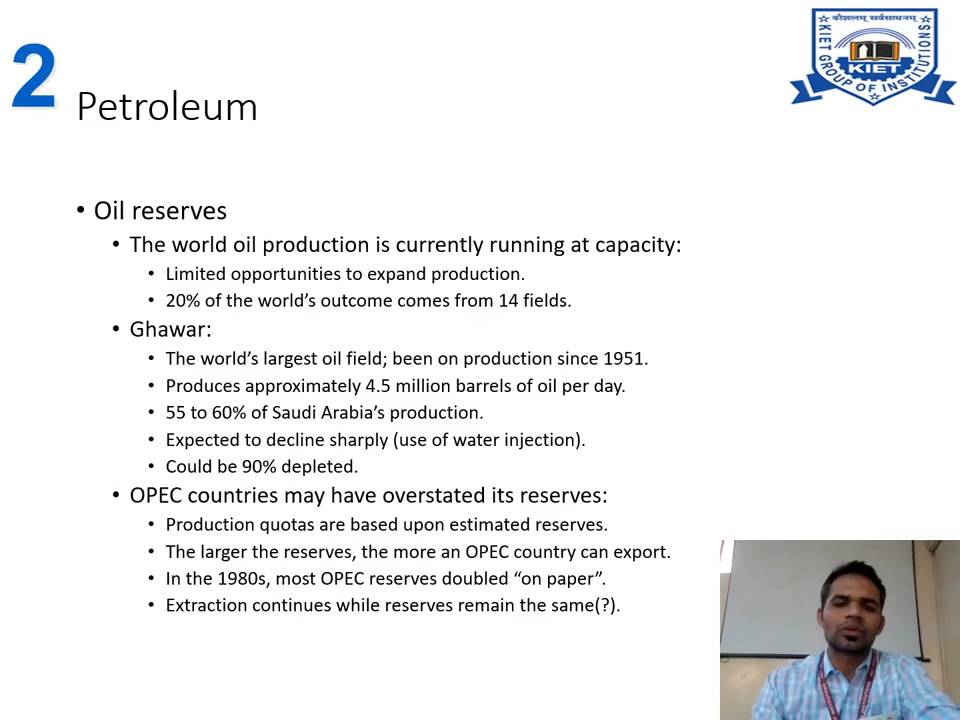 कौशलम् सर्वसाधनम्
KIET GROUP OF INSTITUTIONS
KIET
2
Petroleum
• Oil reserves
• The world oil production is currently running at capacity:
• Limited opportunities to expand production.
• 20% of the world’s outcome comes from 14 fields.
• Ghawar:
• The world’s largest oil field; been on production since 1951.
• Produces approximately 4.5 million barrels of oil per day.
• 55 to 60% of Saudi Arabia’s production.
• Expected to decline sharply (use of water injection).
• Could be 90% depleted.
• OPEC countries may have overstated its reserves:
• Production quotas are based upon estimated reserves.
• The larger the reserves, the more an OPEC country can export.
• In the 1980s, most OPEC reserves doubled “on paper”.
• Extraction continues while reserves remain the same(?).